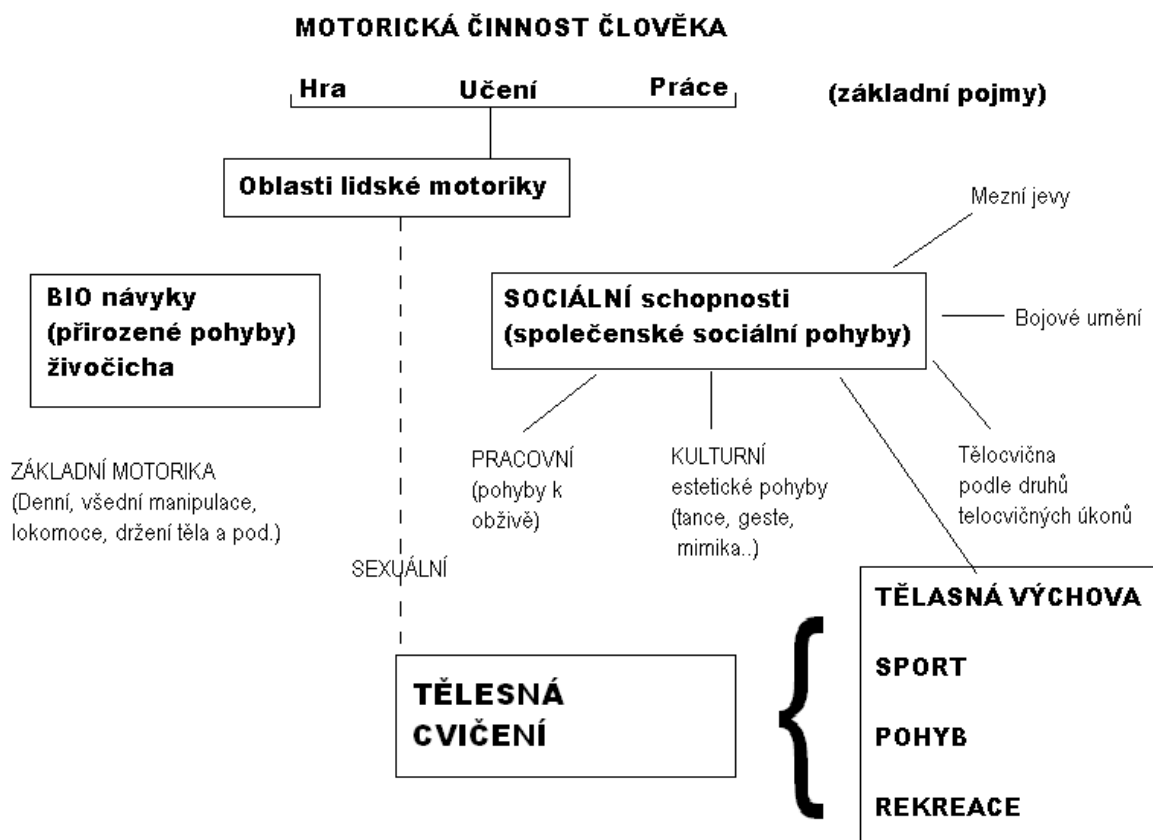 MOTORICKÁ ČINNOST ČLOVĚKA
Hra Učení Práce
(základní pojmy)
Oblasti lidské motoriky
Mezní jevy
BIO návyky
(přirozené pohyby)
živočicha
SOCIÁLNÍ schopnosti
(společenské sociální pohyby)
Bojové umění
ZÁKLADNÍ MOTORIKA
(Denní, všední manipulace,
lokomoce, držení těla a pod.)
PRACOVNÍ
(pohyby k
obživě)
KULTURNÍ
estetické pohyby
(tance, geste,
mimika..)
Tělocvična
podle druhů
telocvičných úkonů
SEXUÁLNÍ
TĚLESNÁ
CVIČENÍ
{
TĚLASNÁ VÝCHOVA
SPORT
POHYB
REKREACE